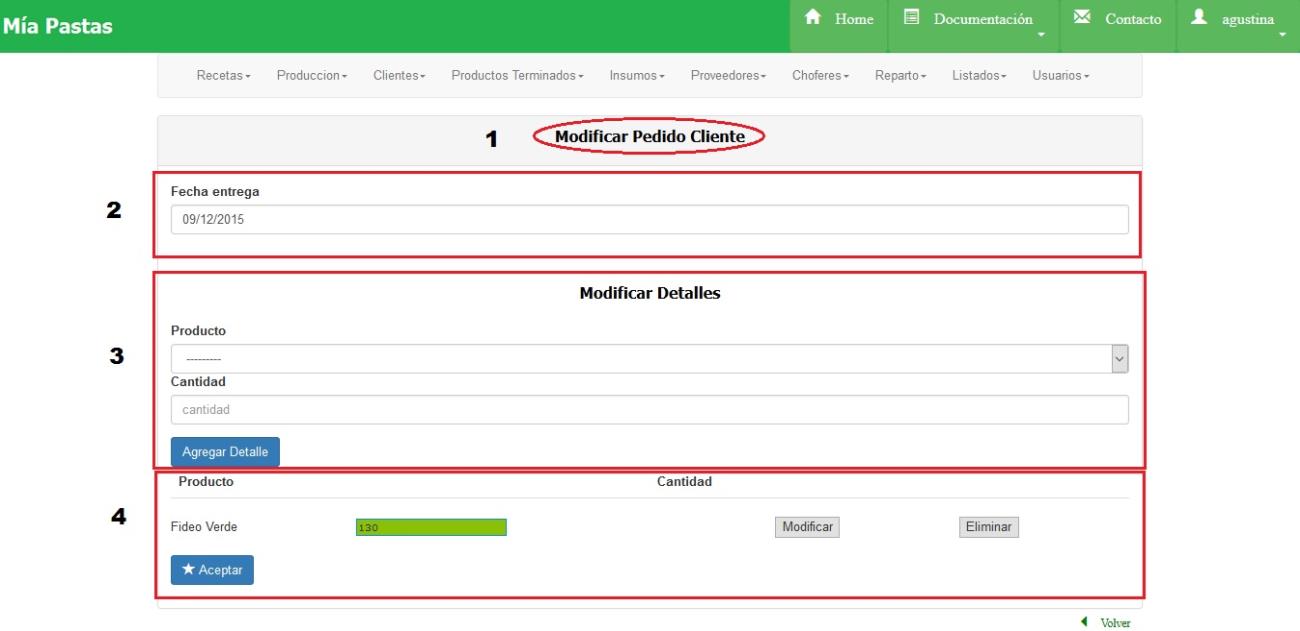 Mía Pastas
Home Documentación Contacto agustina
Recetas Produccion Clientes Productos Terminados Insumos Proveedores Choferes Reparto Listados Usuarios
1 Modificar Pedido Cliente
2
Fecha entrega
09/12/2015
Modificar Detalles
3
Producto
---------
Cantidad
cantidad
Agregar Detalle
4
Producto Cantidad
Fideo Verde 130 Modificar Eliminar
Aceptar
Volver